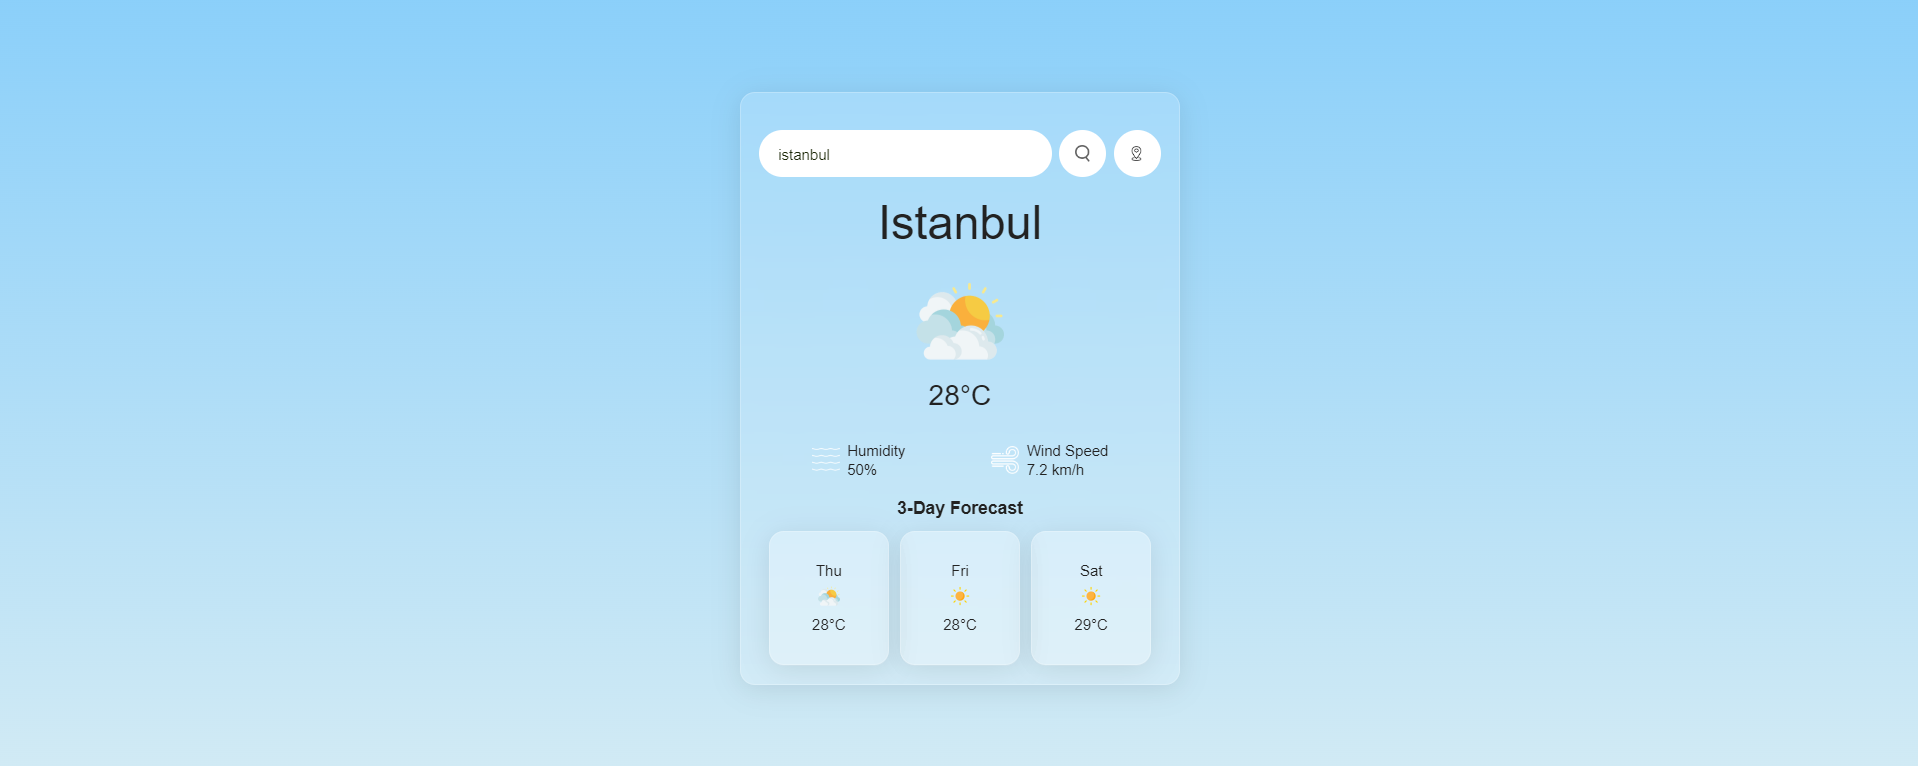 istanbul
Istanbul
28°C
Humidity
50%
Wind Speed
7.2 km/h
3-Day Forecast
Thu
28°C
Fri
28°C
Sat
29°C